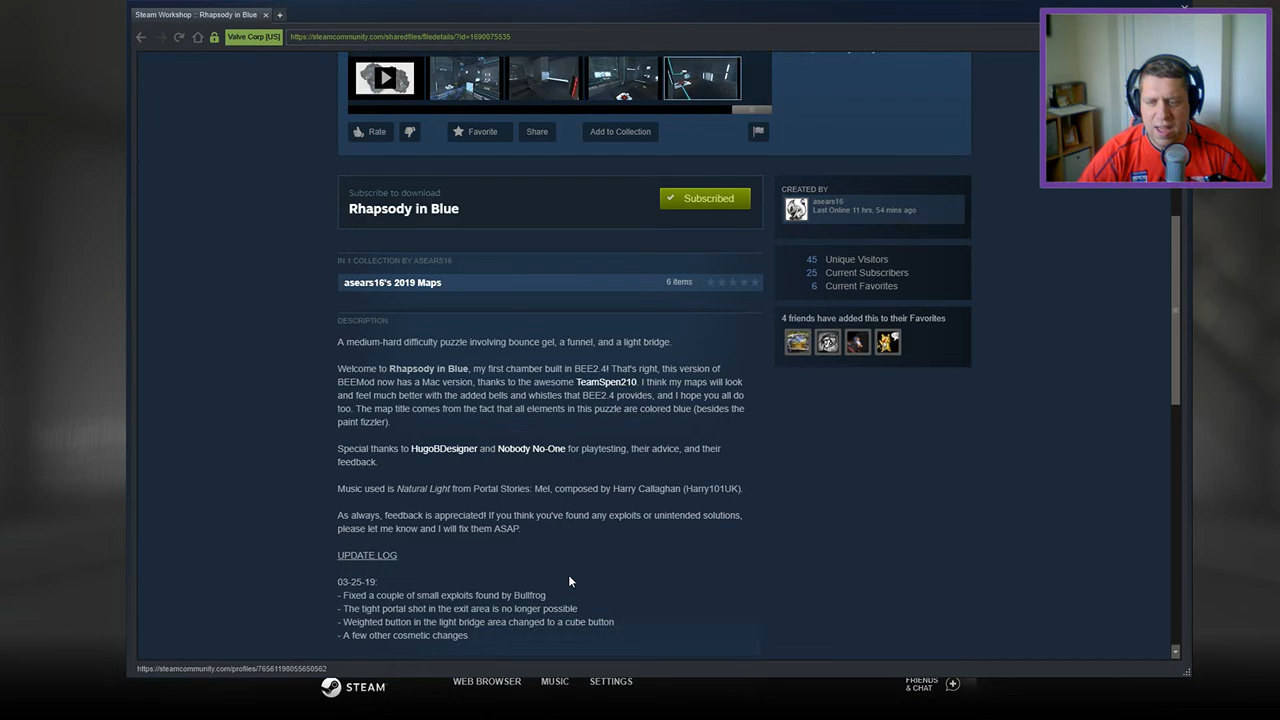 Steam Workshop :: Rhapsody in Blue
Valve Corp [US]
https://steamcommunity.com/sharedfiles/filedetails/?id=1690075535
Rate
Favorite
Share
Add to Collection
Subscribe to download
Rhapsody in Blue
Subscribed
CREATED BY
asears16
Last Online 11 hrs, 54 mins ago
45 Unique Visitors
25 Current Subscribers
6 Current Favorites
4 friends have added this to their Favorites
IN 1 COLLECTION BY ASEARS16
asears16's 2019 Maps
6 items
DESCRIPTION
A medium-hard difficulty puzzle involving bounce gel, a funnel, and a light bridge.
Welcome to Rhapsody in Blue, my first chamber built in BEE2.4! That's right, this version of
BEEMod now has a Mac version, thanks to the awesome TeamSpen210. I think my maps will look
and feel much better with the added bells and whistles that BEE2.4 provides, and I hope you all do
too. The map title comes from the fact that all elements in this puzzle are colored blue (besides the
paint fizzler).
Special thanks to HugoBDesigner and Nobody No-One for playtesting, their advice, and their
feedback.
Music used is Natural Light from Portal Stories: Mel, composed by Harry Callaghan (Harry101UK).
As always, feedback is appreciated! If you think you've found any exploits or unintended solutions,
please let me know and I will fix them ASAP.
UPDATE LOG
03-25-19:
- Fixed a couple of small exploits found by Bullfrog
- The tight portal shot in the exit area is no longer possible
- Weighted button in the light bridge area changed to a cube button
- A few other cosmetic changes
https://steamcommunity.com/profiles/76561198055650562
STEAM
WEB BROWSER
MUSIC
SETTINGS
FRIENDS
& CHAT